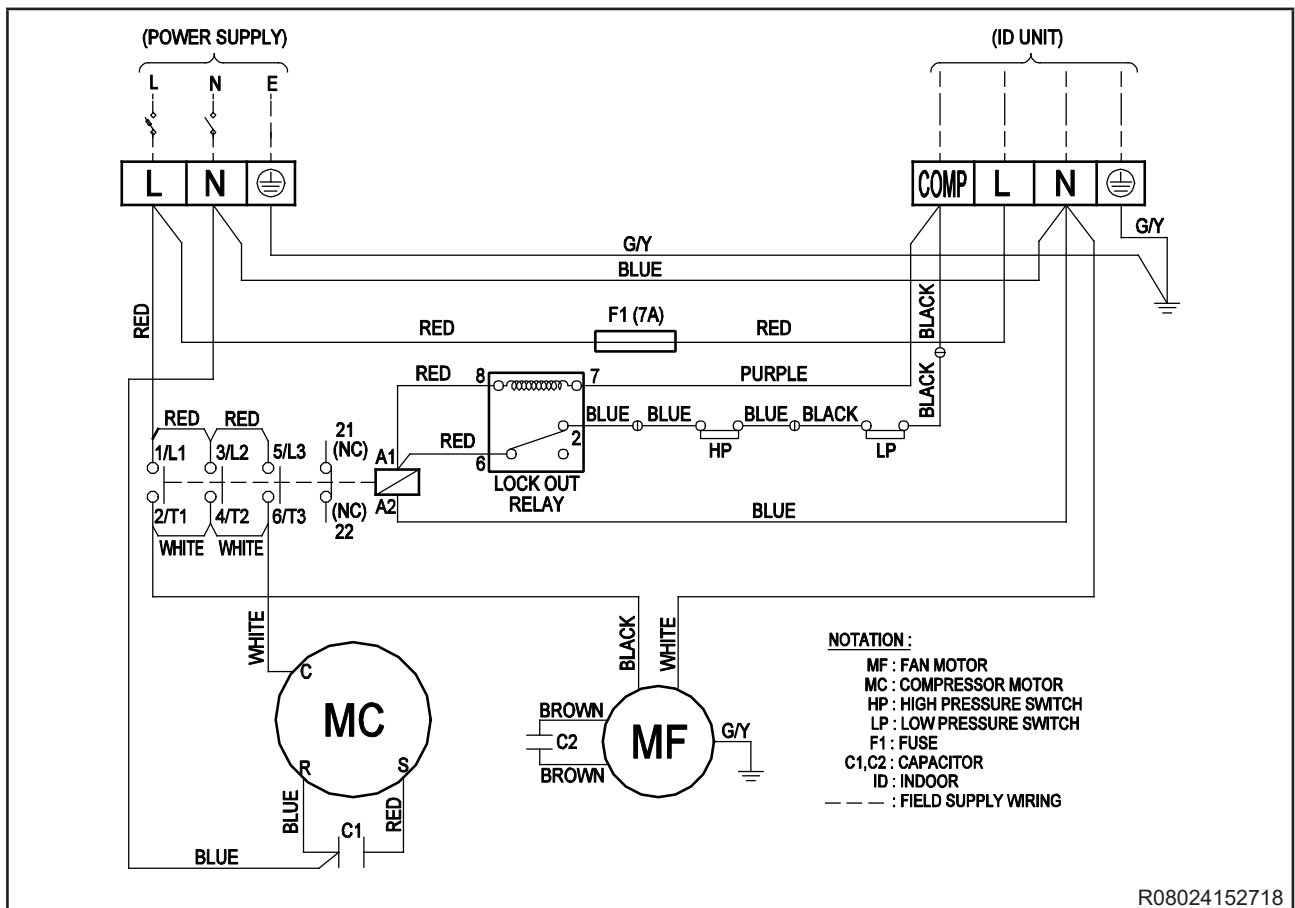 (POWER SUPPLY)
(ID UNIT)
L N E
L N
COMP L N
G/Y
G/Y
BLUE
RED
BLACK
F1 (7A)
RED RED
RED 8 7 PURPLE
BLACK
RED RED
21
(NC)
BLUE BLUE BLUE BLACK
1/L1 3/L2 5/L3
A1
RED
6
2
HP LP
LOCK OUT
RELAY
2/T1 4/T2 6/T3
(NC)
22
A2
BLUE
WHITE WHITE
WHITE
BLACK
WHITE
C
MC
R S
BLUE
RED
C1
BLUE
BROWN
C2
BROWN
MF
G/Y
NOTATION :
MF : FAN MOTOR
MC : COMPRESSOR MOTOR
HP : HIGH PRESSURE SWITCH
LP : LOW PRESSURE SWITCH
F1 : FUSE
C1,C2 : CAPACITOR
ID : INDOOR
— — — : FIELD SUPPLY WIRING
R08024152718